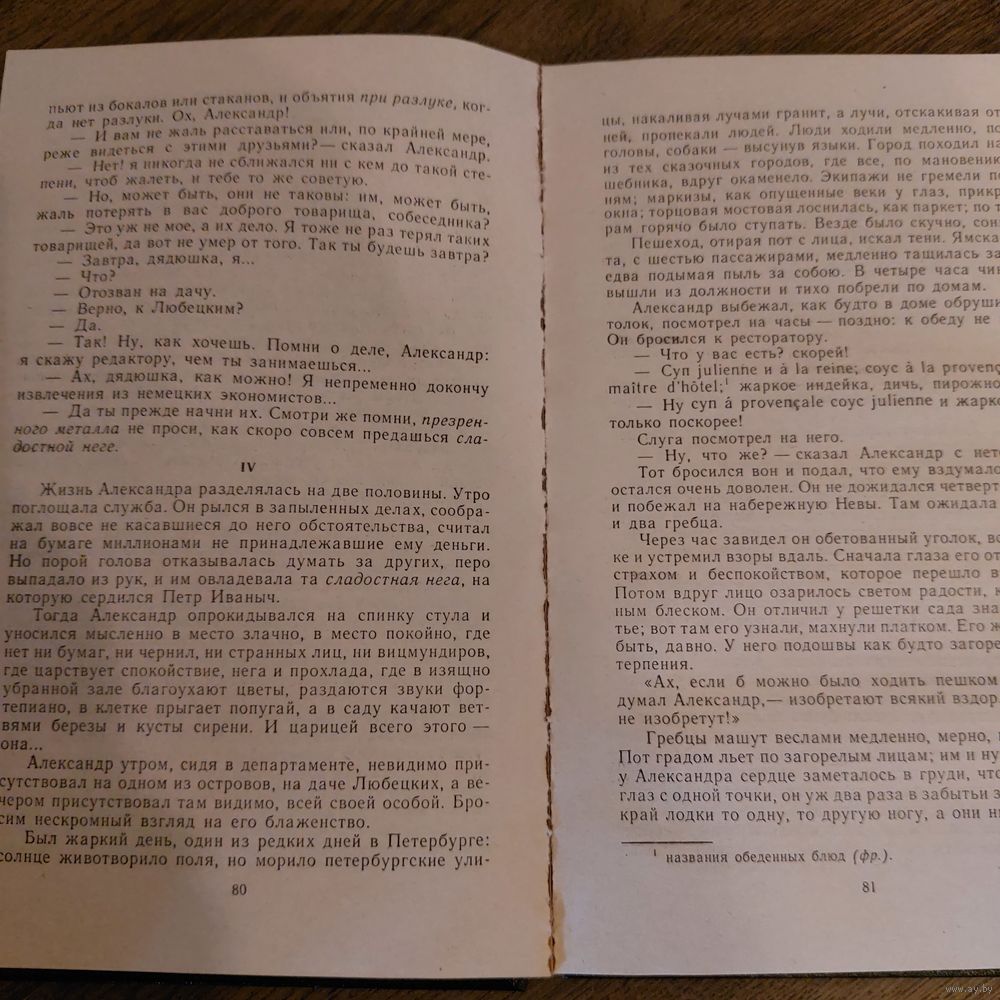 пьют из бокалов или стаканов, и объятия при разлуке, ког-
да нет разлуки. Ох, Александр!
— И вам не жаль расставаться или, по крайней мере,
реже видеться с этими друзьями?— сказал Александр.
— Нет! я никогда не сближался ни с кем до такой сте-
пени, чтоб жалеть, и тебе то же советую.
— Но, может быть, они не таковы: им, может быть,
жаль потерять в вас доброго товарища, собеседника?
— Это уж не мое, а их дело. Я тоже не раз терял таких
товарищей, да вот не умер от того. Так ты будешь завтра?
— Завтра, дядюшка, я...
— Что?
— Отозван на дачу.
— Верно, к Любецким?
— Да.
— Так! Ну, как хочешь. Помни о деле, Александр:
я скажу редактору, чем ты занимаешься...
— Ах, дядюшка, как можно! Я непременно докончу
извлечения из немецких экономистов...
— Да ты прежде начни их. Смотри же помни, презрен-
ного металла не проси, как скоро совсем предашься сла-
достной неге.
IV
Жизнь Александра разделялась на две половины. Утро
поглощала служба. Он рылся в запыленных делах, сообра-
жал вовсе не касавшиеся до него обстоятельства, считал
на бумаге миллионами не принадлежавшие ему деньги.
Но порой голова отказывалась думать за других, перо
выпадало из рук, и им овладевала та сладостная нега, на
которую сердился Петр Иваныч.
Тогда Александр опрокидывался на спинку стула и
уносился мысленно в место злачно, в место покойно, где
нет ни бумаг, ни чернил, ни странных лиц, ни вицмундиров,
где царствует спокойствие, нега и прохлада, где в изящно
убранной зале благоухают цветы, раздаются звуки фор-
тепиано, в клетке прыгает попугай, а в саду качают вет-
вями березы и кусты сирени. И царицей всего этого —
она...
Александр утром, сидя в департаменте, невидимо при-
сутствовал на одном из островов, на даче Любецких, а ве-
чером присутствовал там видимо, всей своей особой. Бро-
сим нескромный взгляд на его блаженство.
Был жаркий день, один из редких дней в Петербурге:
солнце животворило поля, но морило петербургские ули-
80
цы, накаливая лучами гранит, а лучи, отскакивая от
ней, пропекали людей. Люди ходили медленно, по
головы, собаки — высунув языки. Город походил на
из тех сказочных городов, где все, по мановению
шебника, вдруг окаменело. Экипажи не гремели по
ням; маркизы, как опущенные веки у глаз, прикр
окна; торцовая мостовая лоснилась, как паркет; по т
рам горячо было ступать. Везде было скучно, сон
Пешеход, отирая пот с лица, искал тени. Ямска
та, с шестью пассажирами, медленно тащилась за
едва подымая пыль за собою. В четыре часа чин
вышли из должности и тихо побрели по домам.
Александр выбежал, как будто в доме обруши
толок, посмотрел на часы — поздно: к обеду не
Он бросился к ресторатору.
— Что у вас есть? скорей!
— Суп julienne и à la reine; соус à la provenç
maître d'hôtel;¹ жаркое индейка, дичь, пирожно
— Ну суп á provençale соус julienne и жарко
только поскорее!
Слуга посмотрел на него.
— Ну, что же? — сказал Александр с нет
Тот бросился вон и подал, что ему вздумало
остался очень доволен. Он не дожидался четверт
и побежал на набережную Невы. Там ожидала
и два гребца.
Через час завидел он обетованный уголок, вс
ке и устремил взоры вдаль. Сначала глаза его от
страхом и беспокойством, которое перешло в
Потом вдруг лицо озарилось светом радости, к
ным блеском. Он отличил у решетки сада зна
тье; вот там его узнали, махнули платком. Его ж
быть, давно. У него подошвы как будто загоре
терпения.
«Ах, если б можно было ходить пешком
думал Александр,— изобретают всякий вздор
не изобретут!»
Гребцы машут веслами медленно, мерно,
Пот градом льет по загорелым лицам; им и ну
у Александра сердце заметалось в груди, что
глаз с одной точки, он уж два раза в забытьи з
край лодки то одну, то другую ногу, а они ни
¹ названия обеденных блюд (фр.).
81
www.ay.by